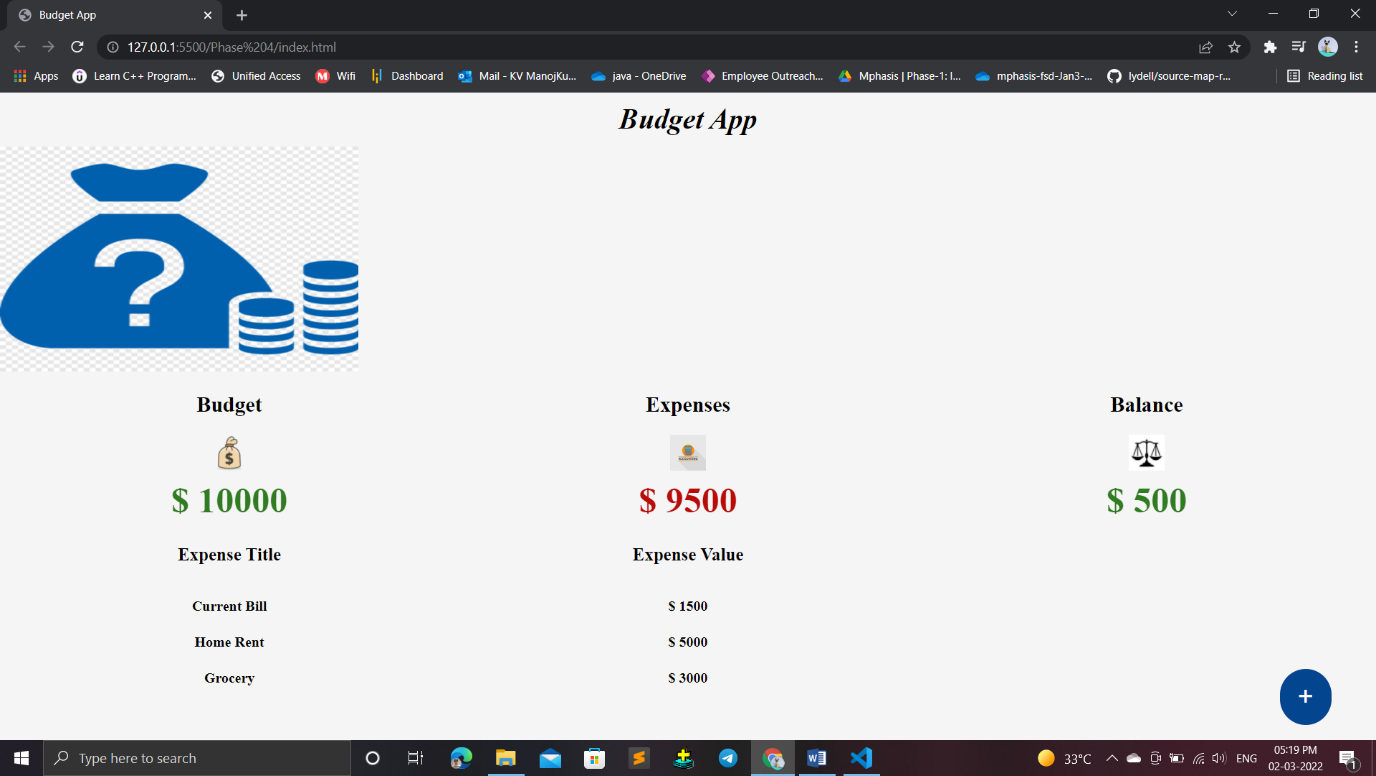 Budget App
127.0.0.1:5500/Phase%204/index.html
Apps Learn C++ Program... Unified Access Wifi Dashboard Mail - KV ManojKu... java - OneDrive Employee Outreach... Mphasis | Phase-1: I... mphasis-fsd-Jan3-... lydell/source-map-r... Reading list
Budget App
?
Budget Expenses Balance
$
$ 10000 $ 9500 $ 500
Expense Title Expense Value
Current Bill $ 1500
Home Rent $ 5000
Grocery $ 3000
+
Type here to search 33°C ENG 05:19 PM
02-03-2022 1